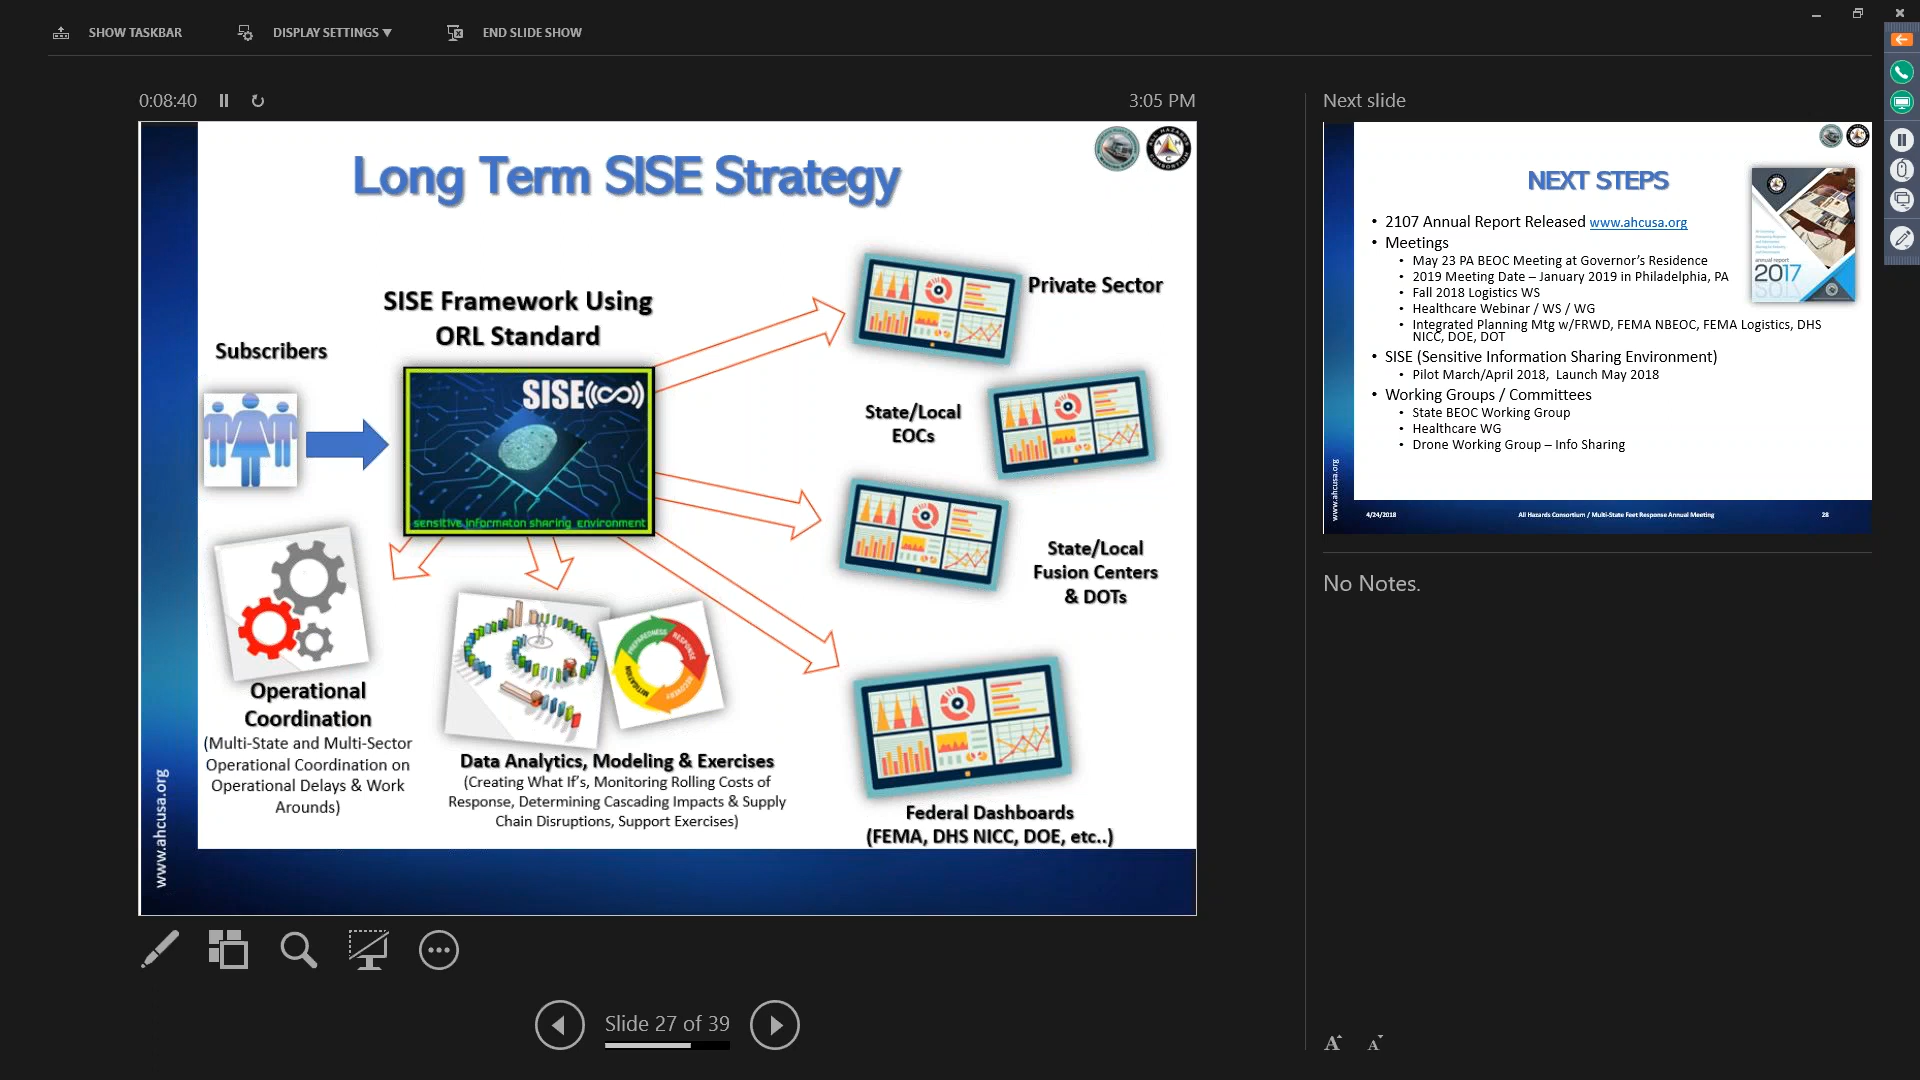 SHOW TASKBAR
DISPLAY SETTINGS ▼
END SLIDE SHOW
0:08:40
3:05 PM
Long Term SISE Strategy
SISE Framework Using
ORL Standard
Subscribers
SISE
sensitive informaton sharing environment
Private Sector
State/Local
EOCs
State/Local
Fusion Centers
& DOTs
Operational
Coordination
(Multi-State and Multi-Sector
Operational Coordination on
Operational Delays & Work
Arounds)
PREPAREDNESS
RESPONSE
RECOVERY
MITIGATION
Data Analytics, Modeling & Exercises
(Creating What If's, Monitoring Rolling Costs of
Response, Determining Cascading Impacts & Supply
Chain Disruptions, Support Exercises)
Federal Dashboards
(FEMA, DHS NICC, DOE, etc..)
www.ahcusa.org
Slide 27 of 39
Next slide
NEXT STEPS
• 2107 Annual Report Released www.ahcusa.org
• Meetings
• May 23 PA BEOC Meeting at Governor's Residence
• 2019 Meeting Date – January 2019 in Philadelphia, PA
• Fall 2018 Logistics WS
• Healthcare Webinar / WS / WG
• Integrated Planning Mtg w/FRWD, FEMA NBEOC, FEMA Logistics, DHS
NICC, DOE, DOT
• SISE (Sensitive Information Sharing Environment)
• Pilot March/April 2018, Launch May 2018
• Working Groups / Committees
• State BEOC Working Group
• Healthcare WG
• Drone Working Group – Info Sharing
annual report
2017
www.ahcusa.org
4/24/2018
All Hazards Consortium / Multi-State Feet Response Annual Meeting
28
No Notes.
A
A